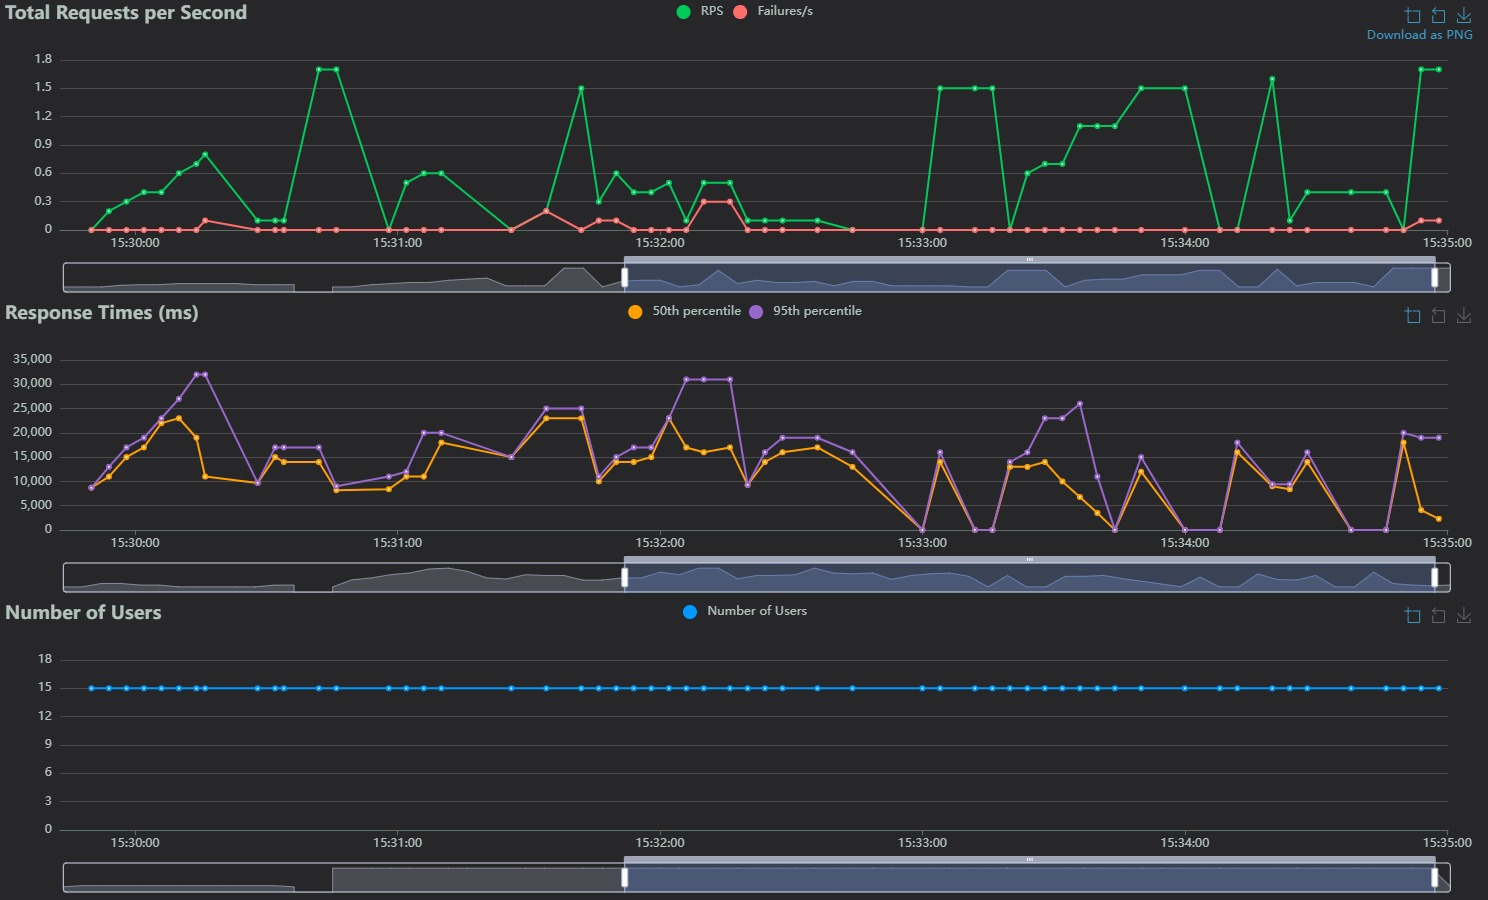 Total Requests per Second
RPS Failures/s
Download as PNG
1.8
1.5
1.2
0.9
0.6
0.3
0
15:30:00 15:31:00 15:32:00 15:33:00 15:34:00 15:35:00
Response Times (ms)
50th percentile 95th percentile
35,000
30,000
25,000
20,000
15,000
10,000
5,000
0
15:30:00 15:31:00 15:32:00 15:33:00 15:34:00 15:35:00
Number of Users
Number of Users
18
15
12
9
6
3
0
15:30:00 15:31:00 15:32:00 15:33:00 15:34:00 15:35:00